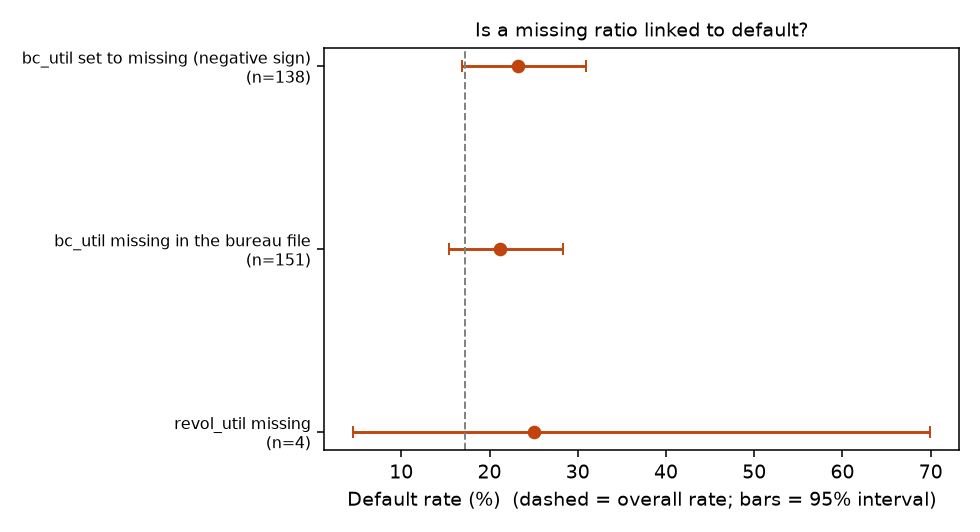 Is a missing ratio linked to default?
bc_util set to missing (negative sign)
(n=138)
bc_util missing in the bureau file
(n=151)
revol_util missing
(n=4)
10 20 30 40 50 60 70
Default rate (%)  (dashed = overall rate; bars = 95% interval)